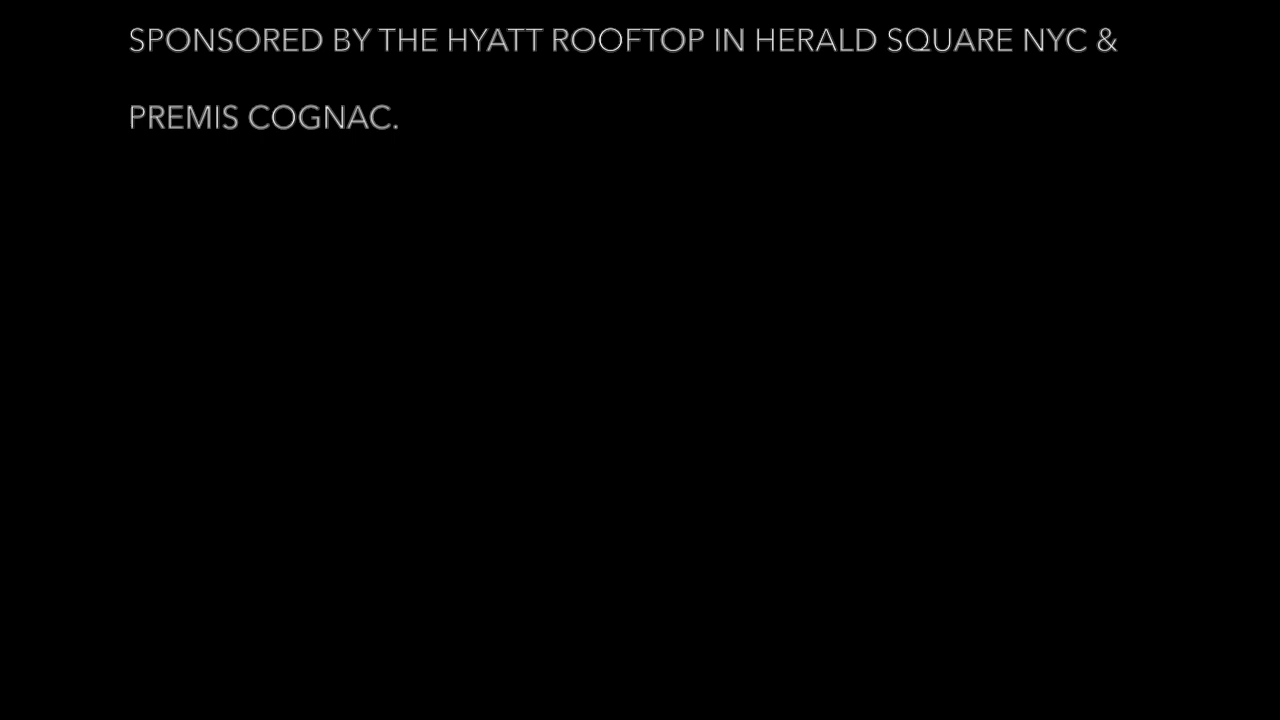 SPONSORED BY THE HYATT ROOFTOP IN HERALD SQUARE NYC &
PREMIS COGNAC.